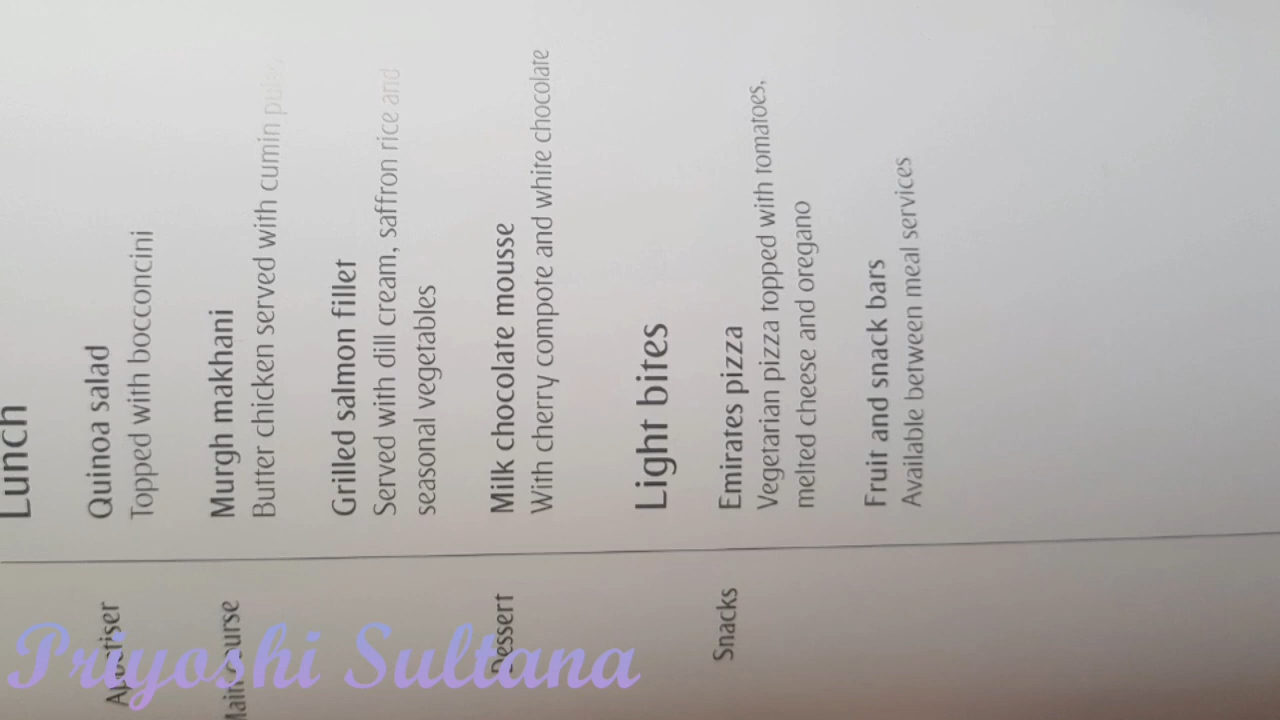 Lunch
Appetiser
Quinoa salad
Topped with bocconcini
Main course
Murgh makhani
Butter chicken served with cumin
Grilled salmon fillet
Served with dill cream, saffron rice and
seasonal vegetables
Dessert
Milk chocolate mousse
With cherry compote and white chocolate
Light bites
Snacks
Emirates pizza
Vegetarian pizza topped with tomatoes,
melted cheese and oregano
Fruit and snack bars
Available between meal services
Priyoshi Sultana